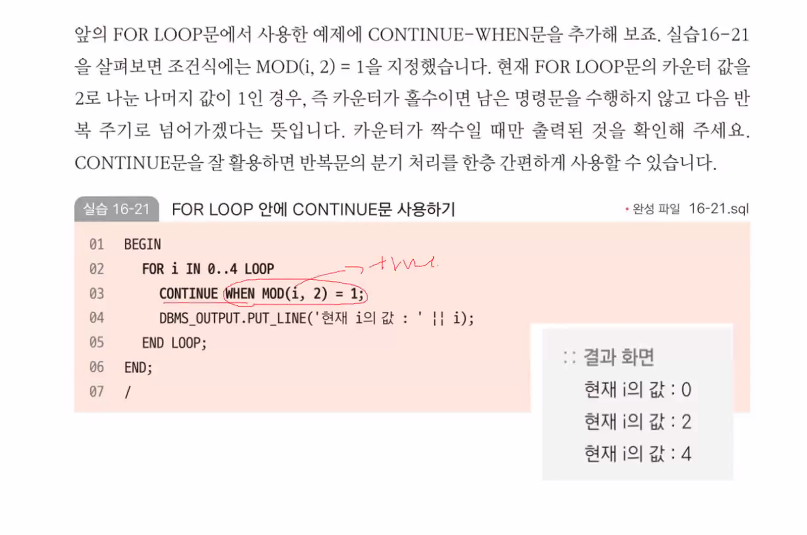 앞의 FOR LOOP문에서 사용한 예제에 CONTINUE-WHEN문을 추가해 보죠. 실습16-21
을 살펴보면 조건식에는 MOD(i, 2) = 1을 지정했습니다. 현재 FOR LOOP문의 카운터 값을
2로 나눈 나머지 값이 1인 경우, 즉 카운터가 홀수이면 남은 명령문을 수행하지 않고 다음 반
복 주기로 넘어가겠다는 뜻입니다. 카운터가 짝수일 때만 출력된 것을 확인해 주세요.
CONTINUE문을 잘 활용하면 반복문의 분기 처리를 한층 간편하게 사용할 수 있습니다.
실습 16-21 FOR LOOP 안에 CONTINUE문 사용하기 • 완성 파일 16-21.sql
01 BEGIN
02 FOR i IN 0..4 LOOP
true
03 CONTINUE WHEN MOD(i, 2) = 1;
04 DBMS_OUTPUT.PUT_LINE('현재 i의 값 : ' || i);
05 END LOOP;
06 END;
07 /
:: 결과 화면
현재 i의 값 : 0
현재 i의 값 : 2
현재 i의 값 : 4